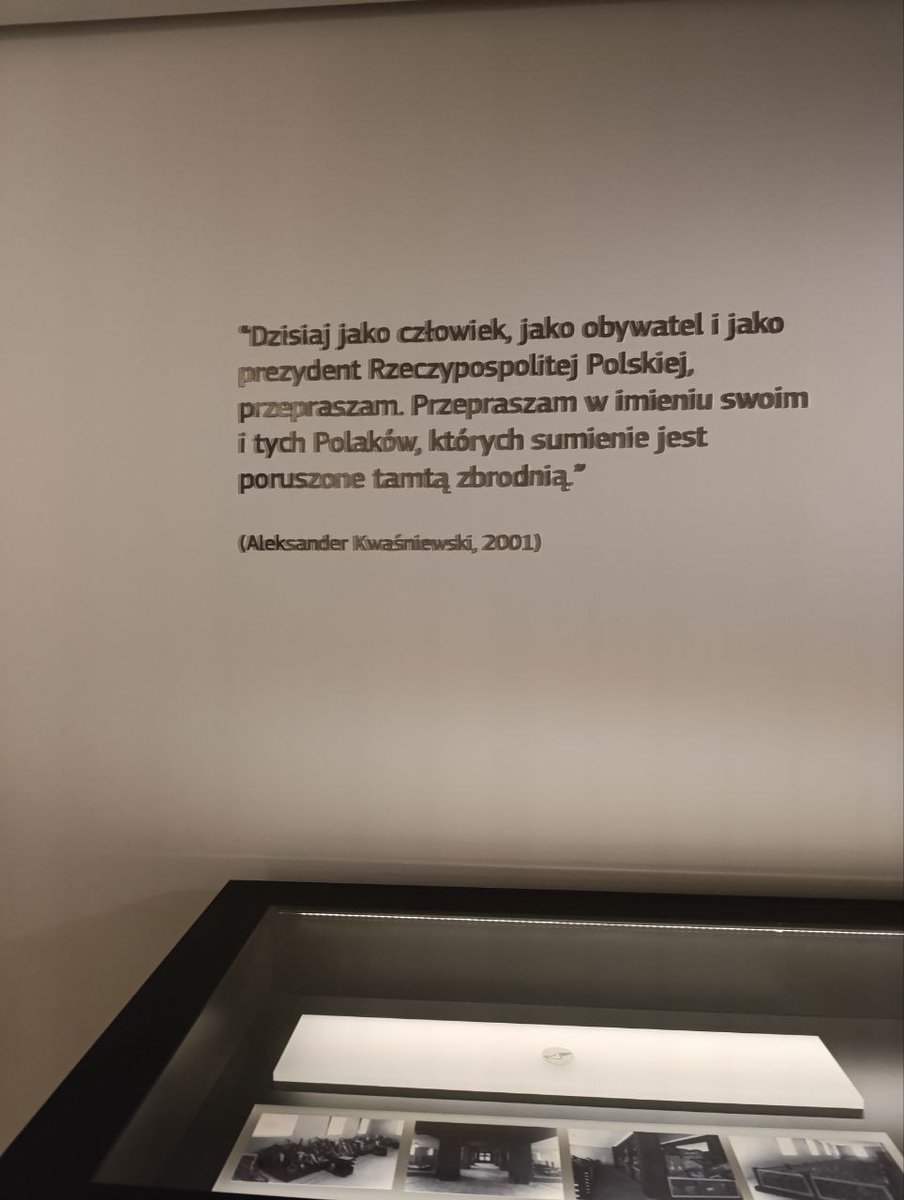 “Dzisiaj jako człowiek, jako obywatel i jako
prezydent Rzeczypospolitej Polskiej,
przepraszam. Przepraszam w imieniu swoim
i tych Polaków, których sumienie jest
poruszone tamtą zbrodnią.”
(Aleksander Kwaśniewski, 2001)